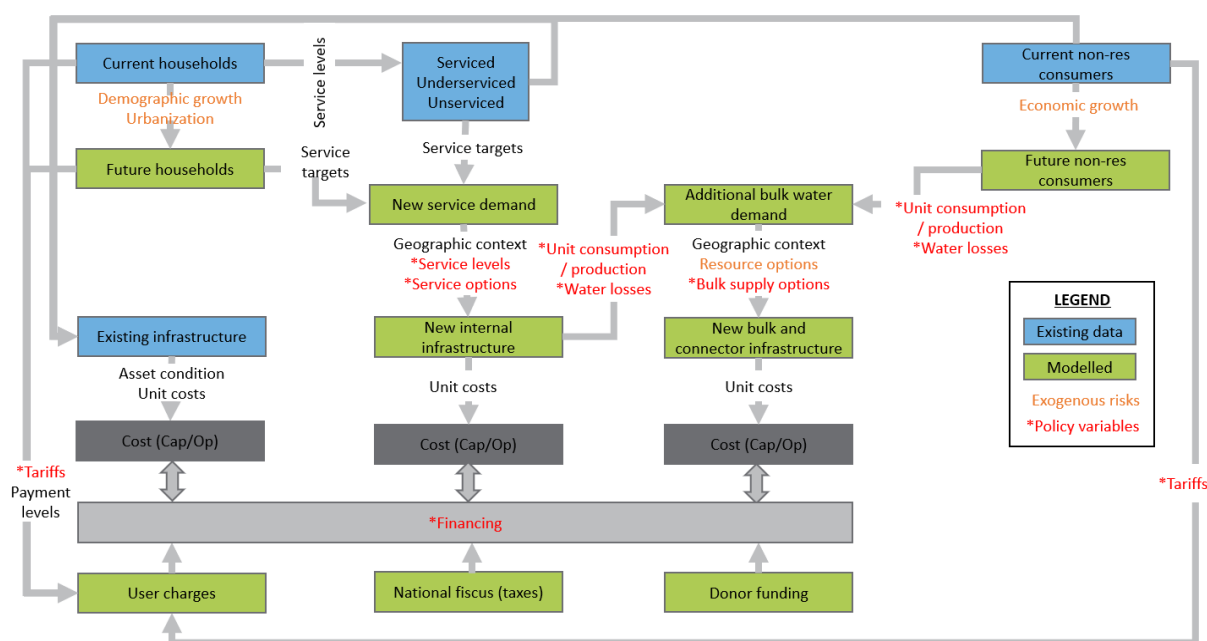 Current households
Service levels
Serviced
Underserviced
Unserviced
Current non-res
consumers
Demographic growth
Urbanization
Economic growth
Future households
Service
targets
Service targets
Future non-res
consumers
New service demand
Additional bulk water
demand
*Unit consumption
/ production
*Water losses
Geographic context
*Service levels
*Service options
*Unit consumption
/ production
*Water losses
Geographic context
Resource options
*Bulk supply options
LEGEND
Existing data
Modelled
Exogenous risks
*Policy variables
Existing infrastructure
New internal
infrastructure
New bulk and
connector infrastructure
Asset condition
Unit costs
Unit costs
Unit costs
Cost (Cap/Op)
Cost (Cap/Op)
Cost (Cap/Op)
*Tariffs
Payment
levels
*Tariffs
*Financing
User charges
National fiscus (taxes)
Donor funding